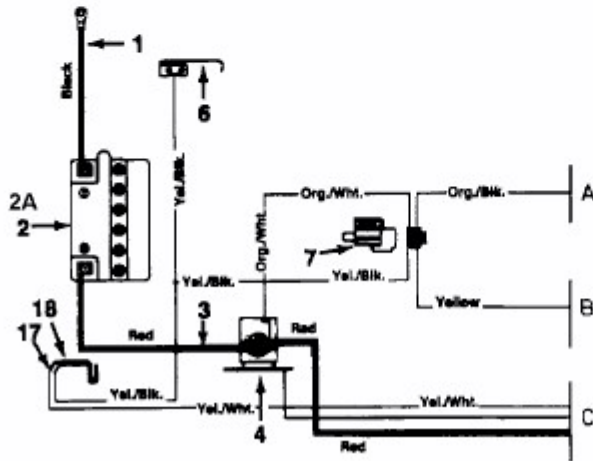 1
Black
6
Yel./Blk.
2A
2
Org./Wht.
Org./Blk.
A
Org./Wht.
7
Yel./Blk.
Yel./Blk.
Yellow
B
18
17
Red
3
Red
Yel./Blk.
Yel./Wht.
4
Yel./Wht.
C
Red